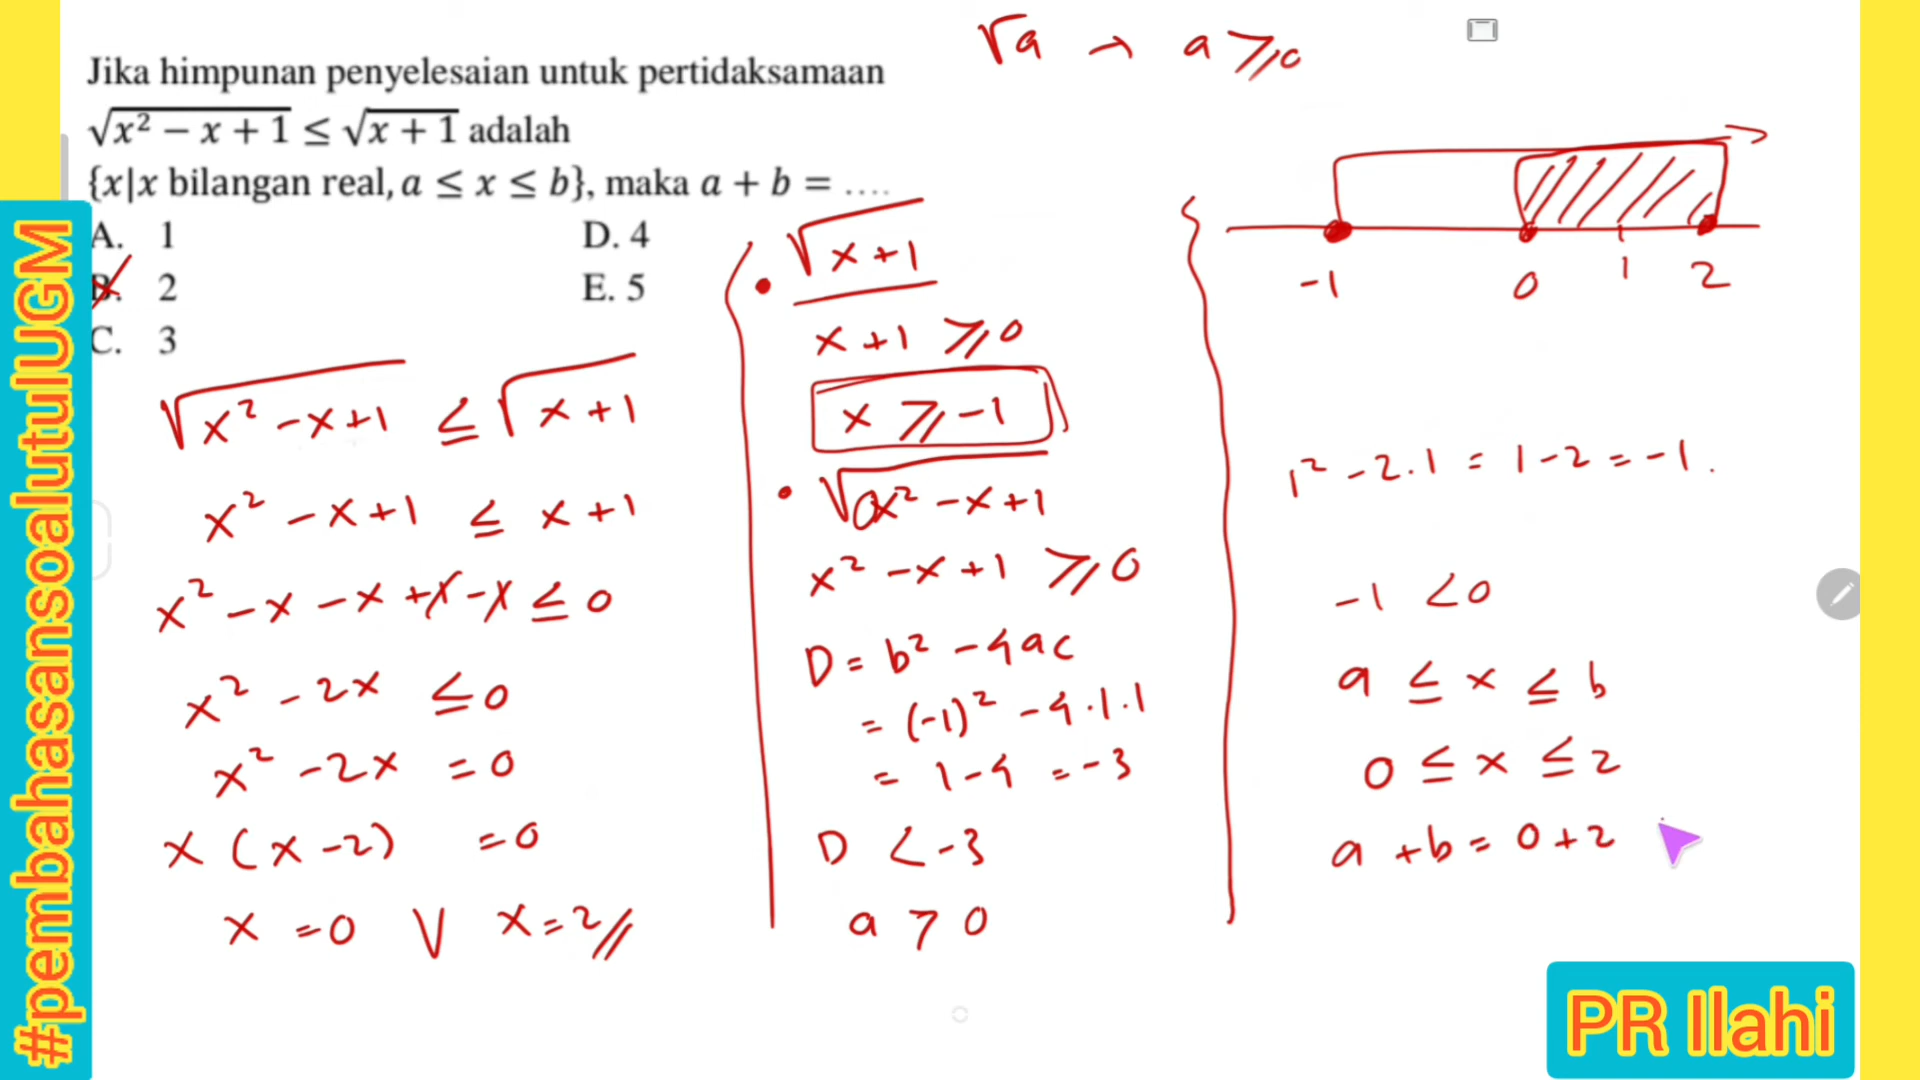 Jika himpunan penyelesaian untuk pertidaksamaan
√(x² − x + 1) ≤ √(x + 1) adalah
{x|x bilangan real, a ≤ x ≤ b}, maka a + b = ....
A. 1
B. 2
C. 3
D. 4
E. 5
√(x² - x + 1) ≤ √(x + 1)
x² - x + 1 ≤ x + 1
x² - x - x + 1 - 1 ≤ 0
x² - 2x ≤ 0
x² - 2x = 0
x (x - 2) = 0
x = 0 V x = 2 //
√a → a ≥ 0
• √(x + 1)
x + 1 ≥ 0
x ≥ -1
• √(x² - x + 1)
x² - x + 1 ≥ 0
D = b² - 4ac
= (-1)² - 4.1.1
= 1 - 4 = -3
D < -3
a > 0
-1 0 1 2
1² - 2.1 = 1 - 2 = -1.
-1 < 0
a ≤ x ≤ b
0 ≤ x ≤ 2
a + b = 0 + 2
#pembahasansoalutulUGM
PR Ilahi